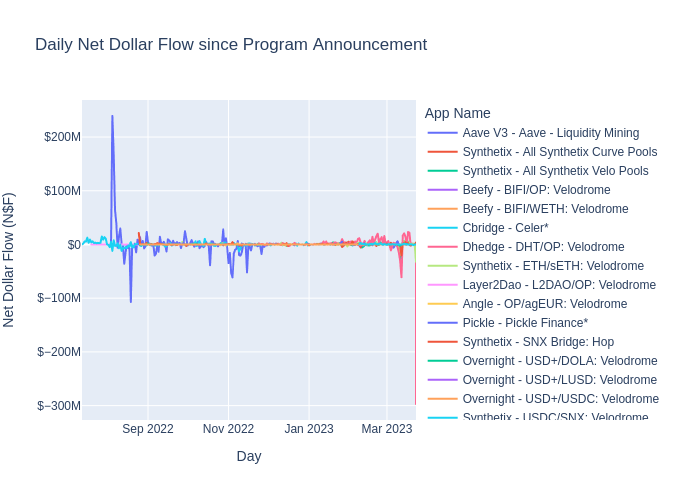 Daily Net Dollar Flow since Program Announcement
App Name
Aave V3 - Aave - Liquidity Mining
Synthetix - All Synthetix Curve Pools
Synthetix - All Synthetix Velo Pools
Beefy - BIFI/OP: Velodrome
Beefy - BIFI/WETH: Velodrome
Cbridge - Celer*
Dhedge - DHT/OP: Velodrome
Synthetix - ETH/sETH: Velodrome
Layer2Dao - L2DAO/OP: Velodrome
Angle - OP/agEUR: Velodrome
Pickle - Pickle Finance*
Synthetix - SNX Bridge: Hop
Overnight - USD+/DOLA: Velodrome
Overnight - USD+/LUSD: Velodrome
Overnight - USD+/USDC: Velodrome
Synthetix - USDC/SNX: Velodrome
$200M
$100M
$0
$−100M
$−200M
$−300M
Net Dollar Flow (N$F)
Sep 2022
Nov 2022
Jan 2023
Mar 2023
Day